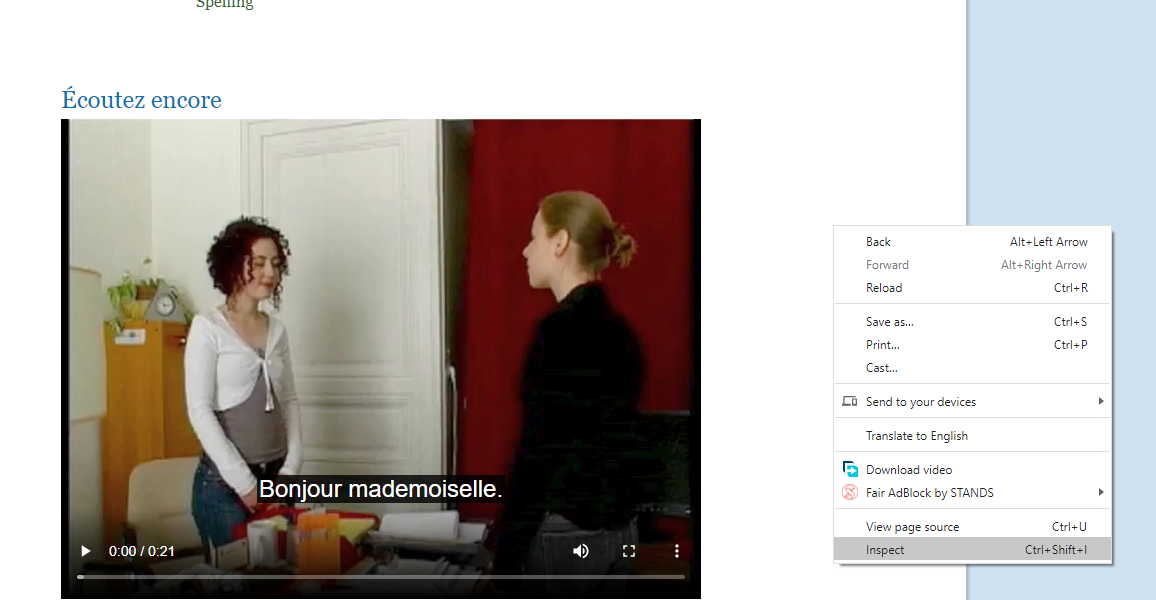 Spelling
Écoutez encore
Bonjour mademoiselle.
0:00 / 0:21
Back Alt+Left Arrow
Forward Alt+Right Arrow
Reload Ctrl+R
Save as... Ctrl+S
Print... Ctrl+P
Cast...
Send to your devices
Translate to English
Download video
Fair AdBlock by STANDS
View page source Ctrl+U
Inspect Ctrl+Shift+I